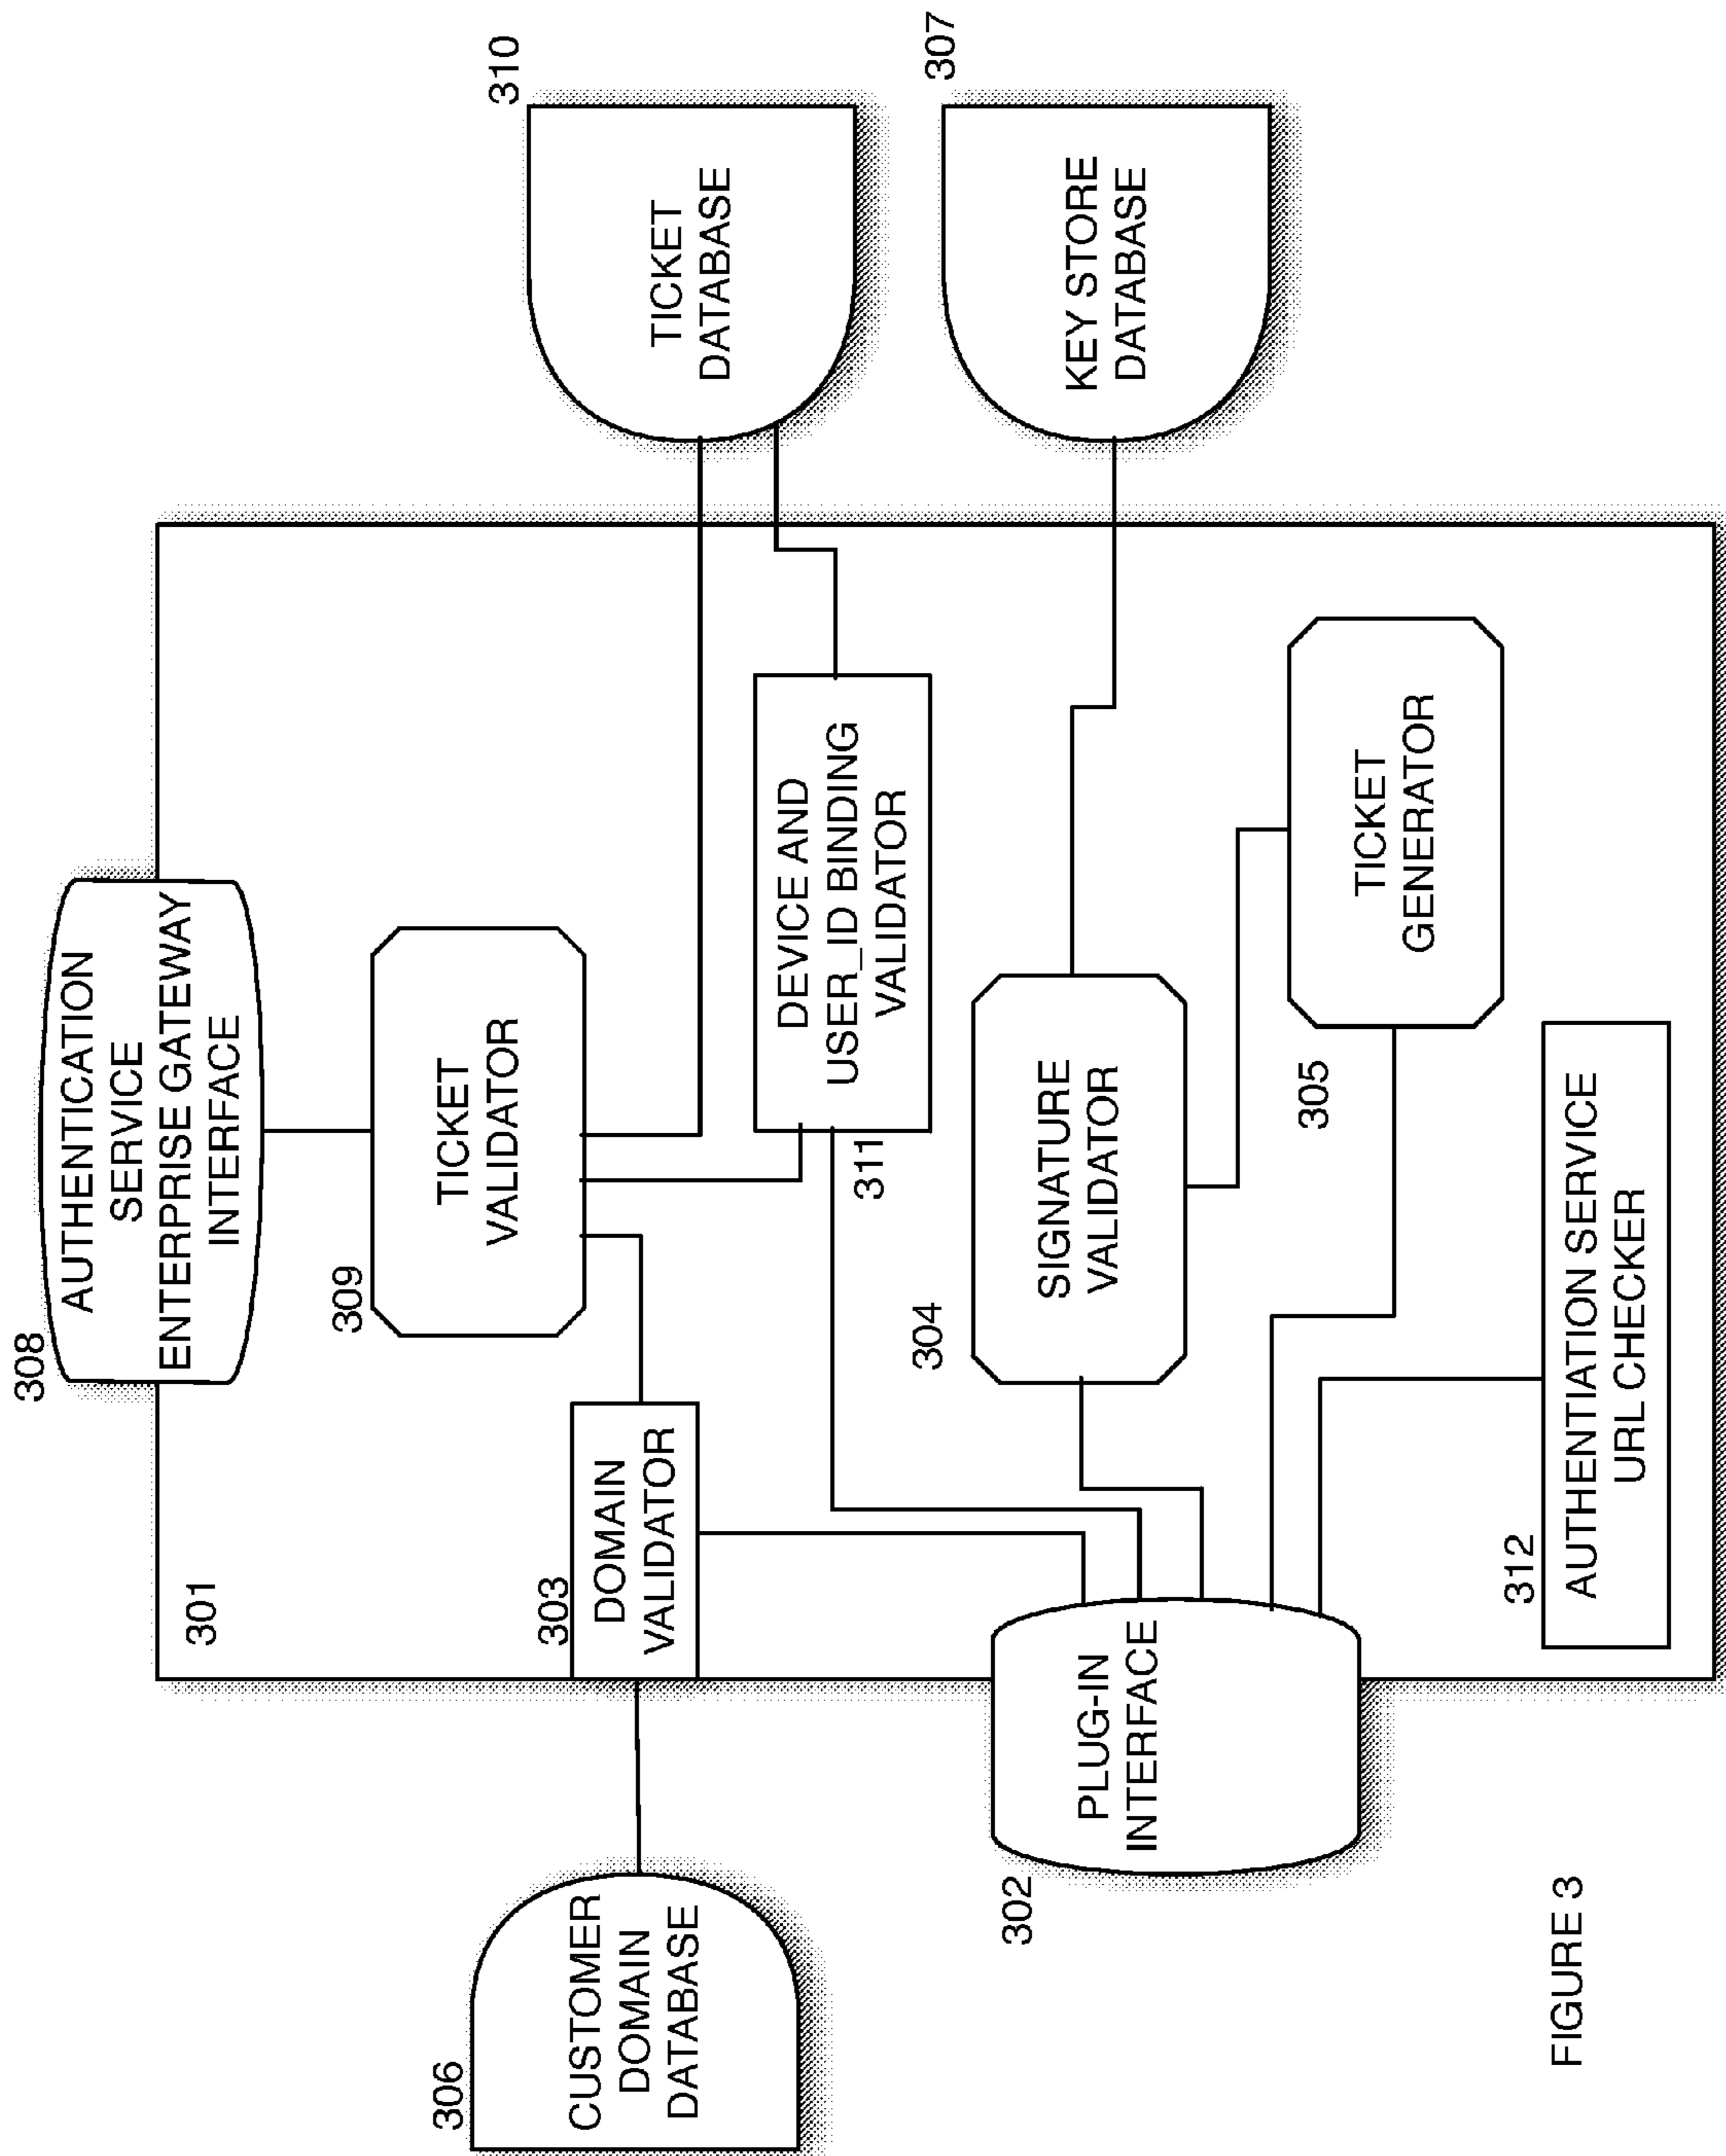 310
TICKET
DATABASE
307
KEY STORE
DATABASE
308
AUTHENTICATION
SERVICE
ENTERPRISE GATEWAY
INTERFACE
309
TICKET
VALIDATOR
311
DEVICE AND
USER_ID BINDING
VALIDATOR
304
SIGNATURE
VALIDATOR
305
TICKET
GENERATOR
301
303
DOMAIN
VALIDATOR
312
AUTHENTIATION SERVICE
URL CHECKER
306
CUSTOMER
DOMAIN
DATABASE
302
PLUG-IN
INTERFACE
FIGURE 3